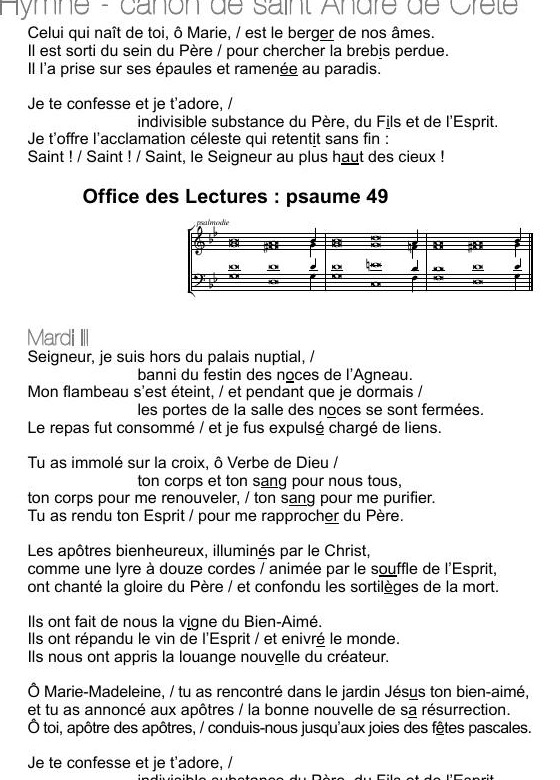 Hymne - canon de saint André de Crète
Celui qui naît de toi, ô Marie, / est le berger de nos âmes.
Il est sorti du sein du Père / pour chercher la brebis perdue.
Il l’a prise sur ses épaules et ramenée au paradis.
Je te confesse et je t’adore, /
indivisible substance du Père, du Fils et de l’Esprit.
Je t’offre l’acclamation céleste qui retentit sans fin :
Saint ! / Saint ! / Saint, le Seigneur au plus haut des cieux !
Office des Lectures : psaume 49
psalmodie
Mardi III
Seigneur, je suis hors du palais nuptial, /
banni du festin des noces de l’Agneau.
Mon flambeau s’est éteint, / et pendant que je dormais /
les portes de la salle des noces se sont fermées.
Le repas fut consommé / et je fus expulsé chargé de liens.
Tu as immolé sur la croix, ô Verbe de Dieu /
ton corps et ton sang pour nous tous,
ton corps pour me renouveler, / ton sang pour me purifier.
Tu as rendu ton Esprit / pour me rapprocher du Père.
Les apôtres bienheureux, illuminés par le Christ,
comme une lyre à douze cordes / animée par le souffle de l’Esprit,
ont chanté la gloire du Père / et confondu les sortilèges de la mort.
Ils ont fait de nous la vigne du Bien-Aimé.
Ils ont répandu le vin de l’Esprit / et enivré le monde.
Ils nous ont appris la louange nouvelle du créateur.
Ô Marie-Madeleine, / tu as rencontré dans le jardin Jésus ton bien-aimé,
et tu as annoncé aux apôtres / la bonne nouvelle de sa résurrection.
Ô toi, apôtre des apôtres, / conduis-nous jusqu’aux joies des fêtes pascales.
Je te confesse et je t’adore, /
indivisible substance du Père, du Fils et de l’Esprit.